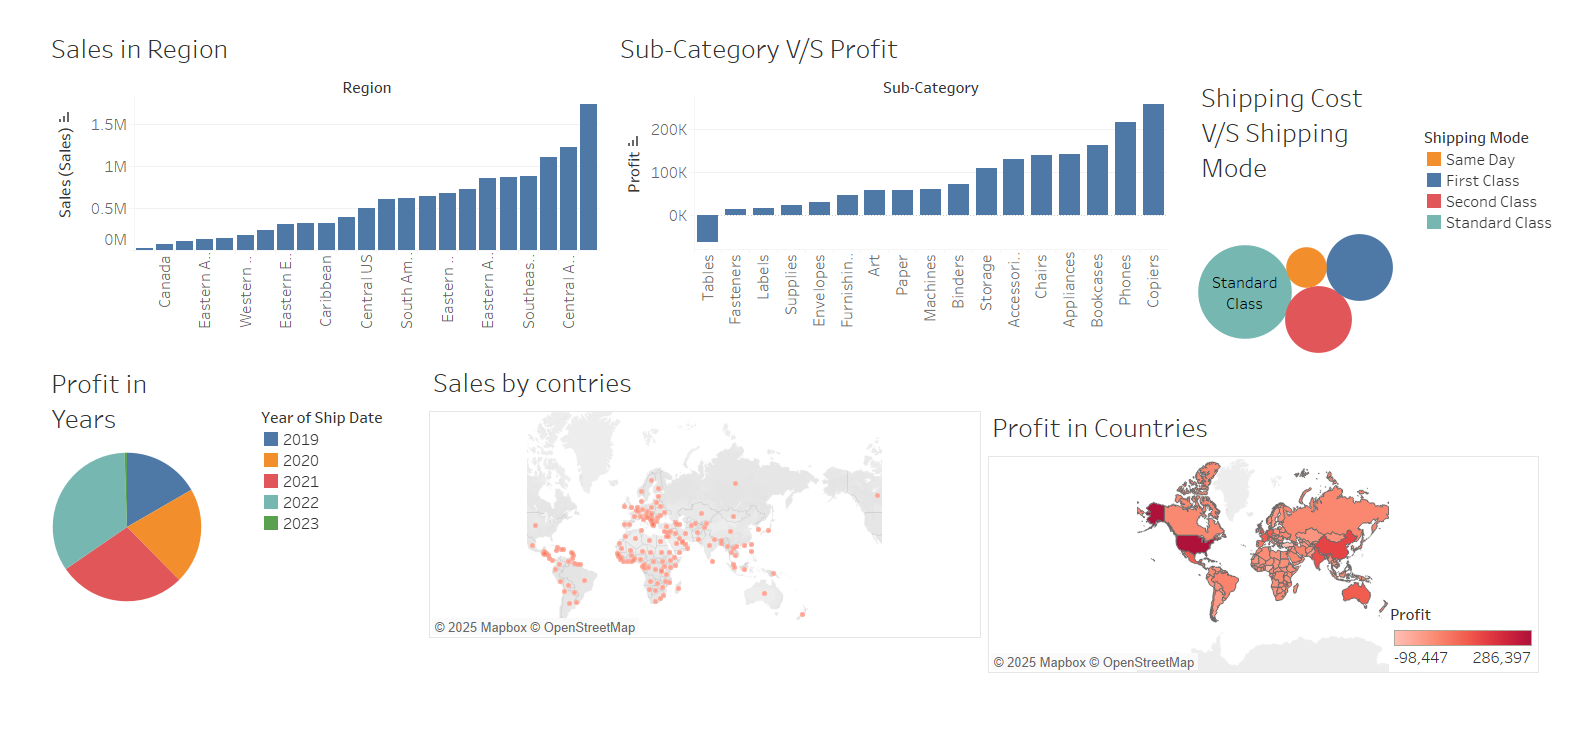 Sales in Region
Region
Sales (Sales)
1.5M
1M
0.5M
0M
Canada
Eastern A..
Western ..
Eastern E..
Caribbean
Central US
South Am..
Eastern ..
Eastern A..
Southeas..
Central A..
Sub-Category V/S Profit
Sub-Category
Profit
200K
100K
0K
Tables
Fasteners
Labels
Supplies
Envelopes
Furnishin..
Art
Paper
Machines
Binders
Storage
Accessori..
Chairs
Appliances
Bookcases
Phones
Copiers
Shipping Cost
V/S Shipping
Mode
Shipping Mode
Same Day
First Class
Second Class
Standard Class
Standard
Class
Profit in
Years
Year of Ship Date
2019
2020
2021
2022
2023
Sales by contries
© 2025 Mapbox © OpenStreetMap
Profit in Countries
Profit
-98,447 286,397
© 2025 Mapbox © OpenStreetMap